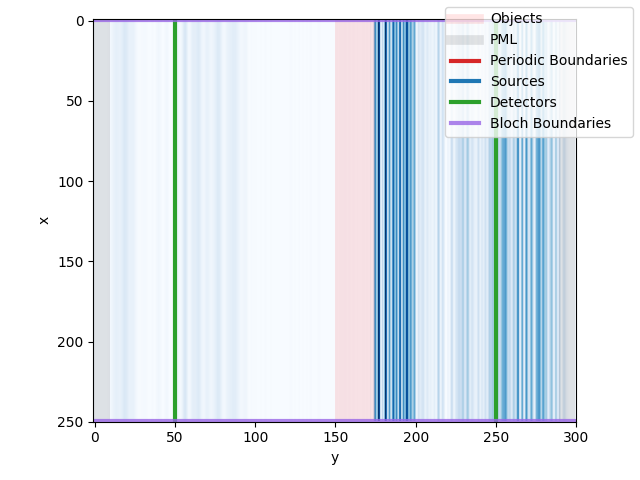 Objects
PML
Periodic Boundaries
Sources
Detectors
Bloch Boundaries
0
50
100
150
200
250
x
0 50 100 150 200 250 300
y